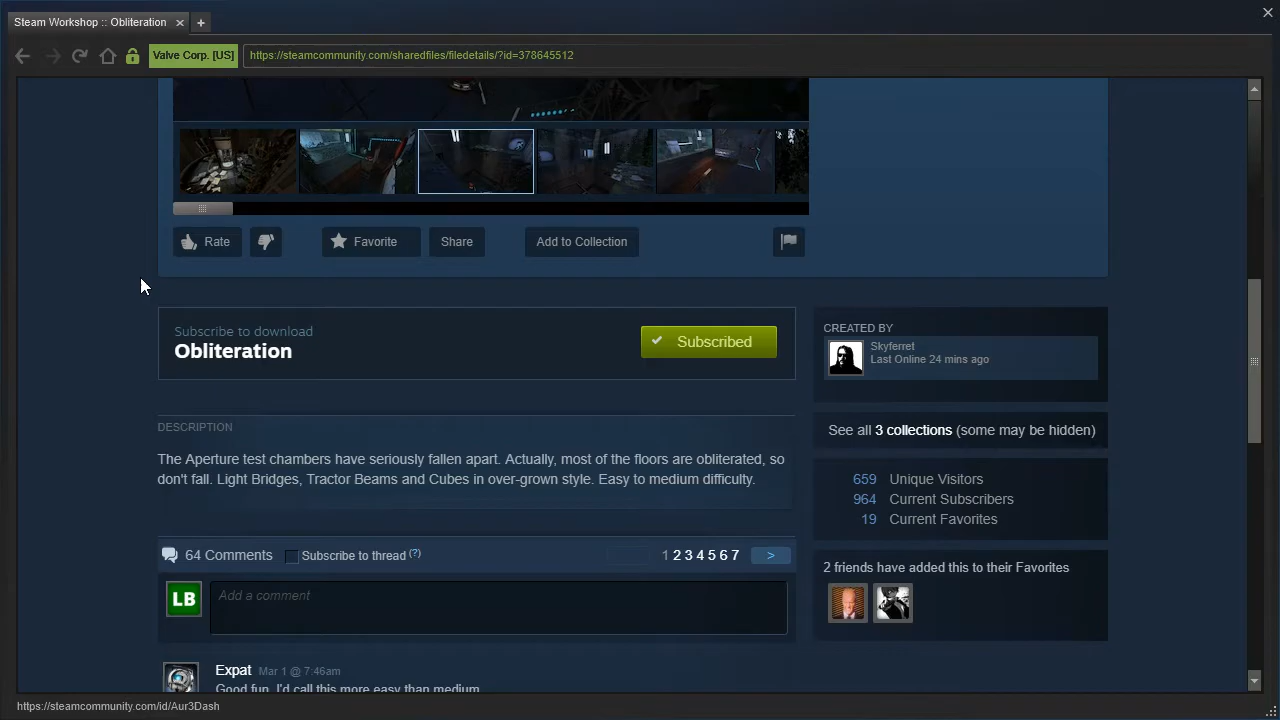 Steam Workshop :: Obliteration
Valve Corp. [US]
https://steamcommunity.com/sharedfiles/filedetails/?id=378645512
Rate
Favorite
Share
Add to Collection
Subscribe to download
Obliteration
Subscribed
CREATED BY
Skyferret
Last Online 24 mins ago
See all 3 collections (some may be hidden)
DESCRIPTION
The Aperture test chambers have seriously fallen apart. Actually, most of the floors are obliterated, so
don't fall. Light Bridges, Tractor Beams and Cubes in over-grown style. Easy to medium difficulty.
659 Unique Visitors
964 Current Subscribers
19 Current Favorites
64 Comments
Subscribe to thread (?)
1 2 3 4 5 6 7 >
2 friends have added this to their Favorites
LB
Add a comment
Expat Mar 1 @ 7:46am
Good fun, I'd call this more easy than medium
https://steamcommunity.com/id/Aur3Dash